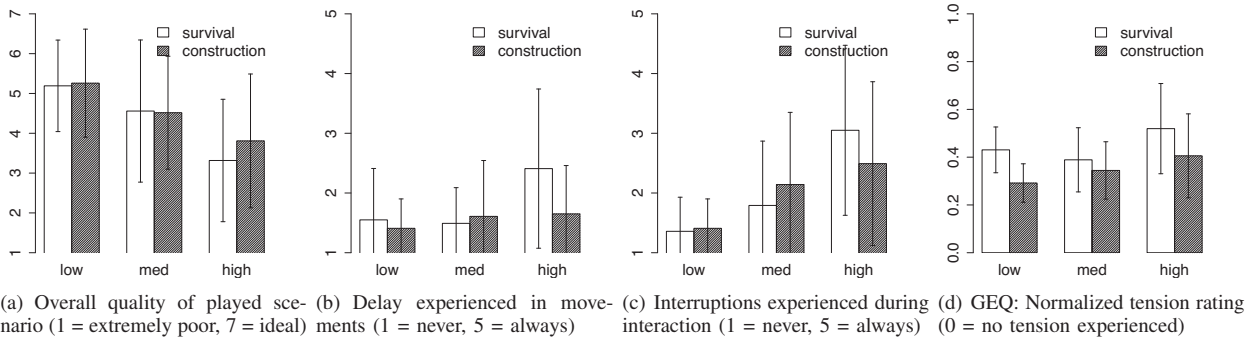 7
6
5
4
3
2
1
survival
construction
low med high
(a) Overall quality of played sce-
nario (1 = extremely poor, 7 = ideal)
5
4
3
2
1
survival
construction
low med high
(b) Delay experienced in move-
ments (1 = never, 5 = always)
5
4
3
2
1
survival
construction
low med high
(c) Interruptions experienced during
interaction (1 = never, 5 = always)
1.0
0.8
0.6
0.4
0.2
0.0
survival
construction
low med high
(d) GEQ: Normalized tension rating
(0 = no tension experienced)